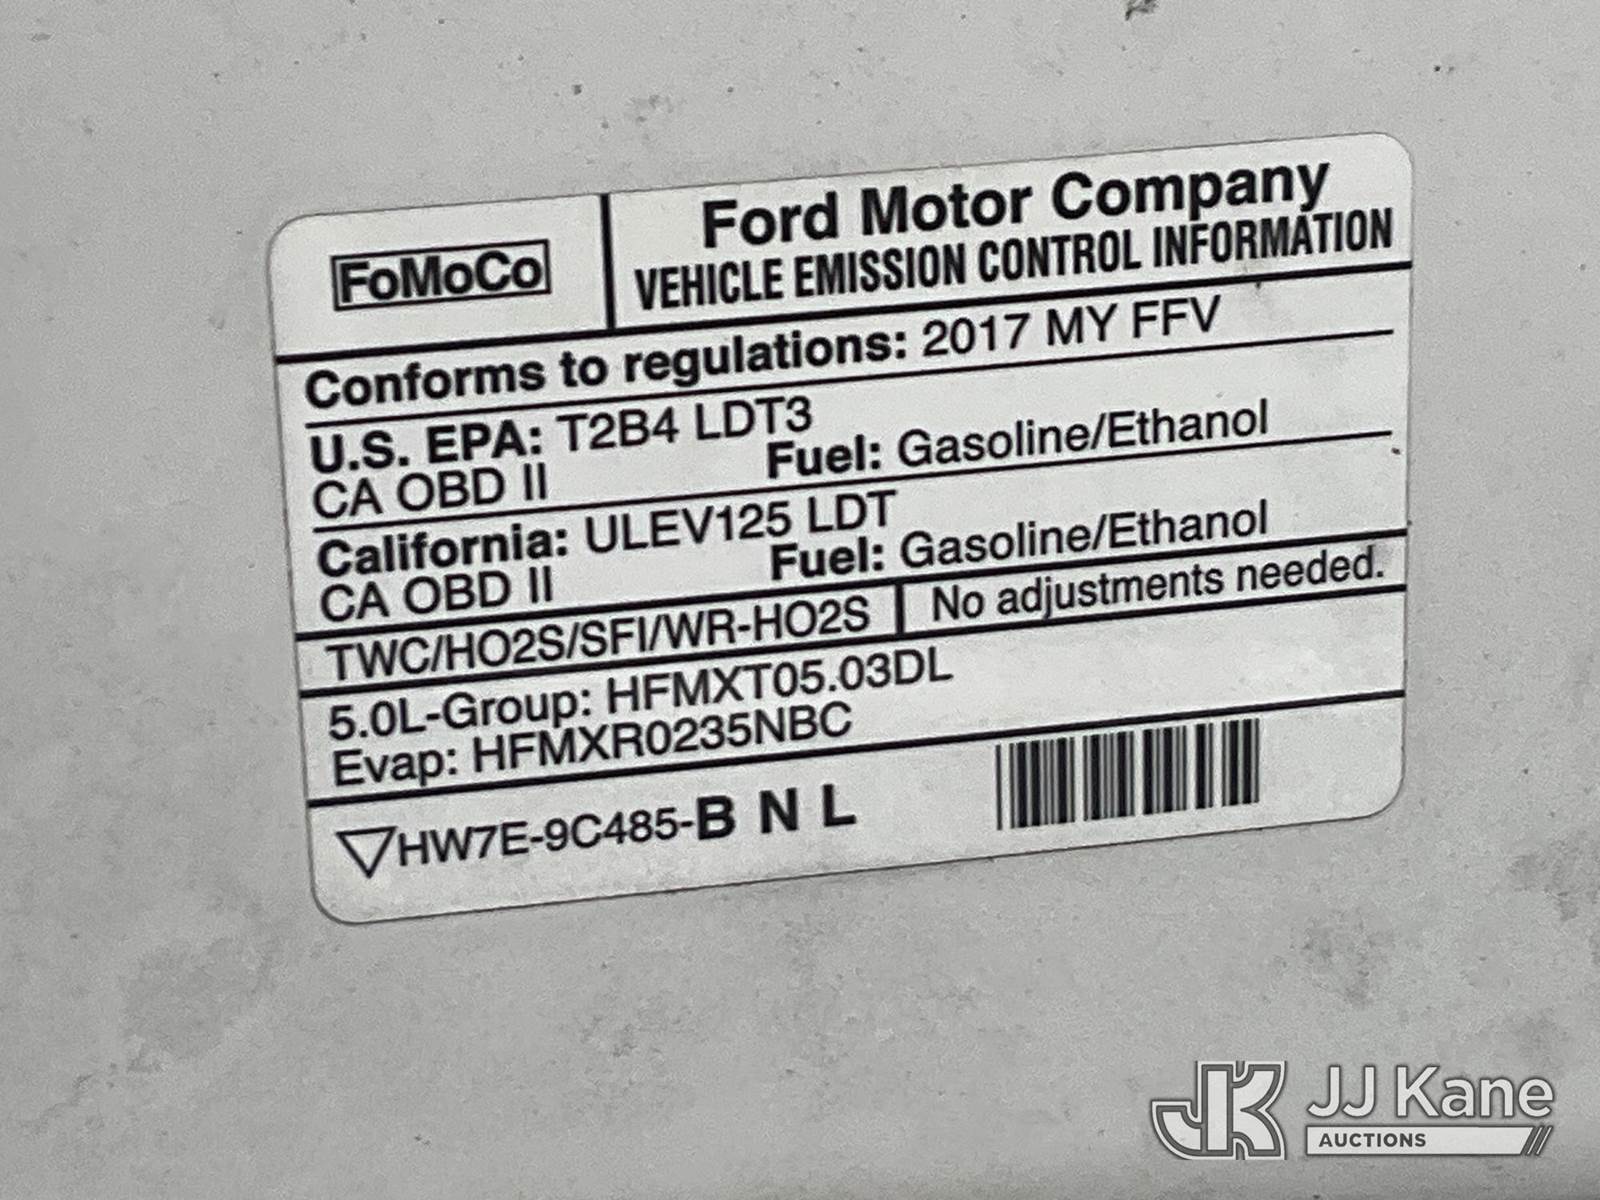 FoMoCo
Ford Motor Company
VEHICLE EMISSION CONTROL INFORMATION
Conforms to regulations: 2017 MY FFV
U.S. EPA: T2B4 LDT3
CA OBD II Fuel: Gasoline/Ethanol
California: ULEV125 LDT
CA OBD II Fuel: Gasoline/Ethanol
TWC/HO2S/SFI/WR-HO2S No adjustments needed.
5.0L-Group: HFMXT05.03DL
Evap: HFMXR0235NBC
HW7E-9C485-B N L
JK JJ Kane
AUCTIONS